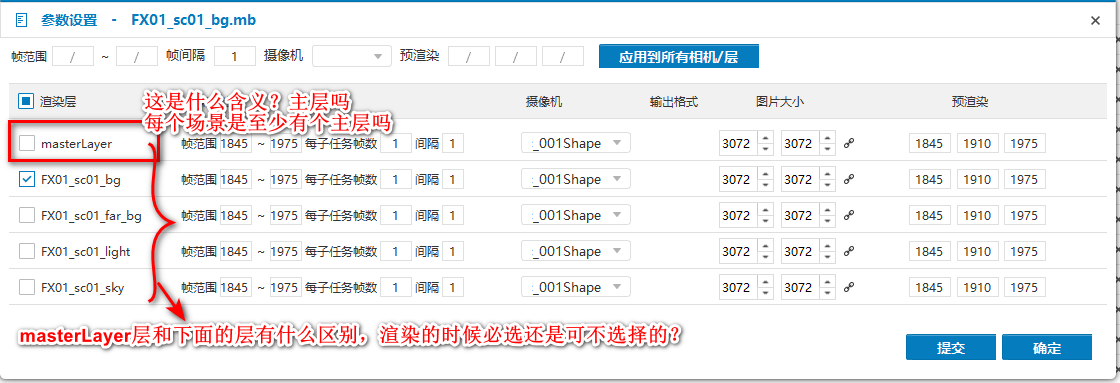 参数设置 - FX01_sc01_bg.mb
帧范围 / ~ / 帧间隔 1 摄像机 预渲染 / / / 应用到所有相机/层
渲染层 摄像机 输出格式 图片大小 预渲染
这是什么含义？主层吗
每个场景是至少有个主层吗
masterLayer 帧范围 1845 ~ 1975 每子任务帧数 1 间隔 1 :_001Shape 3072 3072 1845 1910 1975
FX01_sc01_bg 帧范围 1845 ~ 1975 每子任务帧数 1 间隔 1 :_001Shape 3072 3072 1845 1910 1975
FX01_sc01_far_bg 帧范围 1845 ~ 1975 每子任务帧数 1 间隔 1 :_001Shape 3072 3072 1845 1910 1975
FX01_sc01_light 帧范围 1845 ~ 1975 每子任务帧数 1 间隔 1 :_001Shape 3072 3072 1845 1910 1975
FX01_sc01_sky 帧范围 1845 ~ 1975 每子任务帧数 1 间隔 1 :_001Shape 3072 3072 1845 1910 1975
masterLayer层和下面的层有什么区别，渲染的时候必选还是可不选择的？
提交 确定